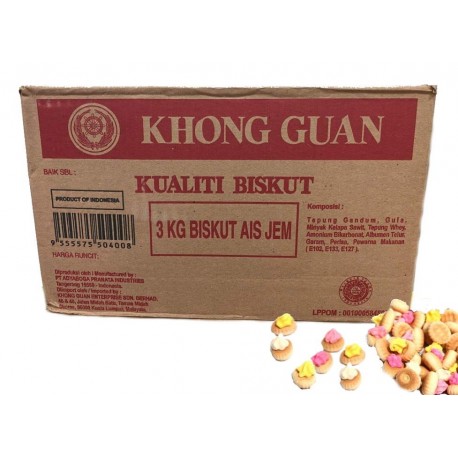 KHONG GUAN
BAIK SBL :
KUALITI BISKUT
PRODUCT OF INDONESIA
3 KG BISKUT AIS JEM
Komposisi :
Tepung Gandum, Gula,
Minyak Kelapa Sawit, Tepung Whey,
Amonium Bikarbonat, Albumen Telur,
Garam, Perisa, Pewarna Makanan
( E102, E133, E127 ).
9 555575 504008
HARGA RUNCIT:
Diproduksi oleh / Manufactured by :
PT ADYABOGA PRANATA INDUSTRIES
Tangerang - Indonesia.
Diimport oleh / Imported by :
KHONG GUAN ENTERPRISE SDN. BERHAD.
Kuala Lumpur, Malaysia.
LPPOM :